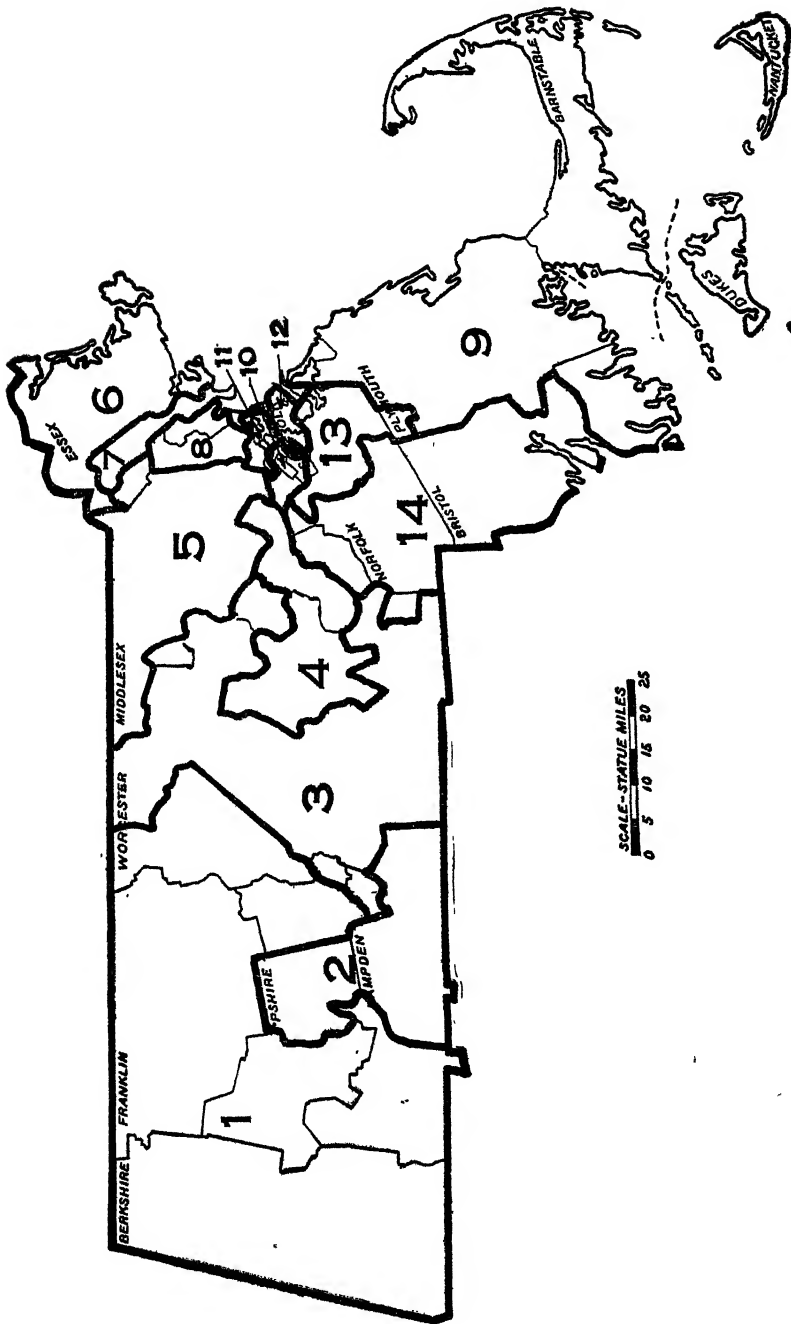 BERKSHIRE
FRANKLIN
WORCESTER
MIDDLESEX
ESSEX
1
PSHIRE
2
MPDEN
3
4
5
6
7
8
11
10
12
13
NORFOLK
14
BRISTOL
PLYMOUTH
9
BARNSTABLE
DUKES
NANTUCKET
SCALE-STATUE MILES
0 5 10 15 20 25